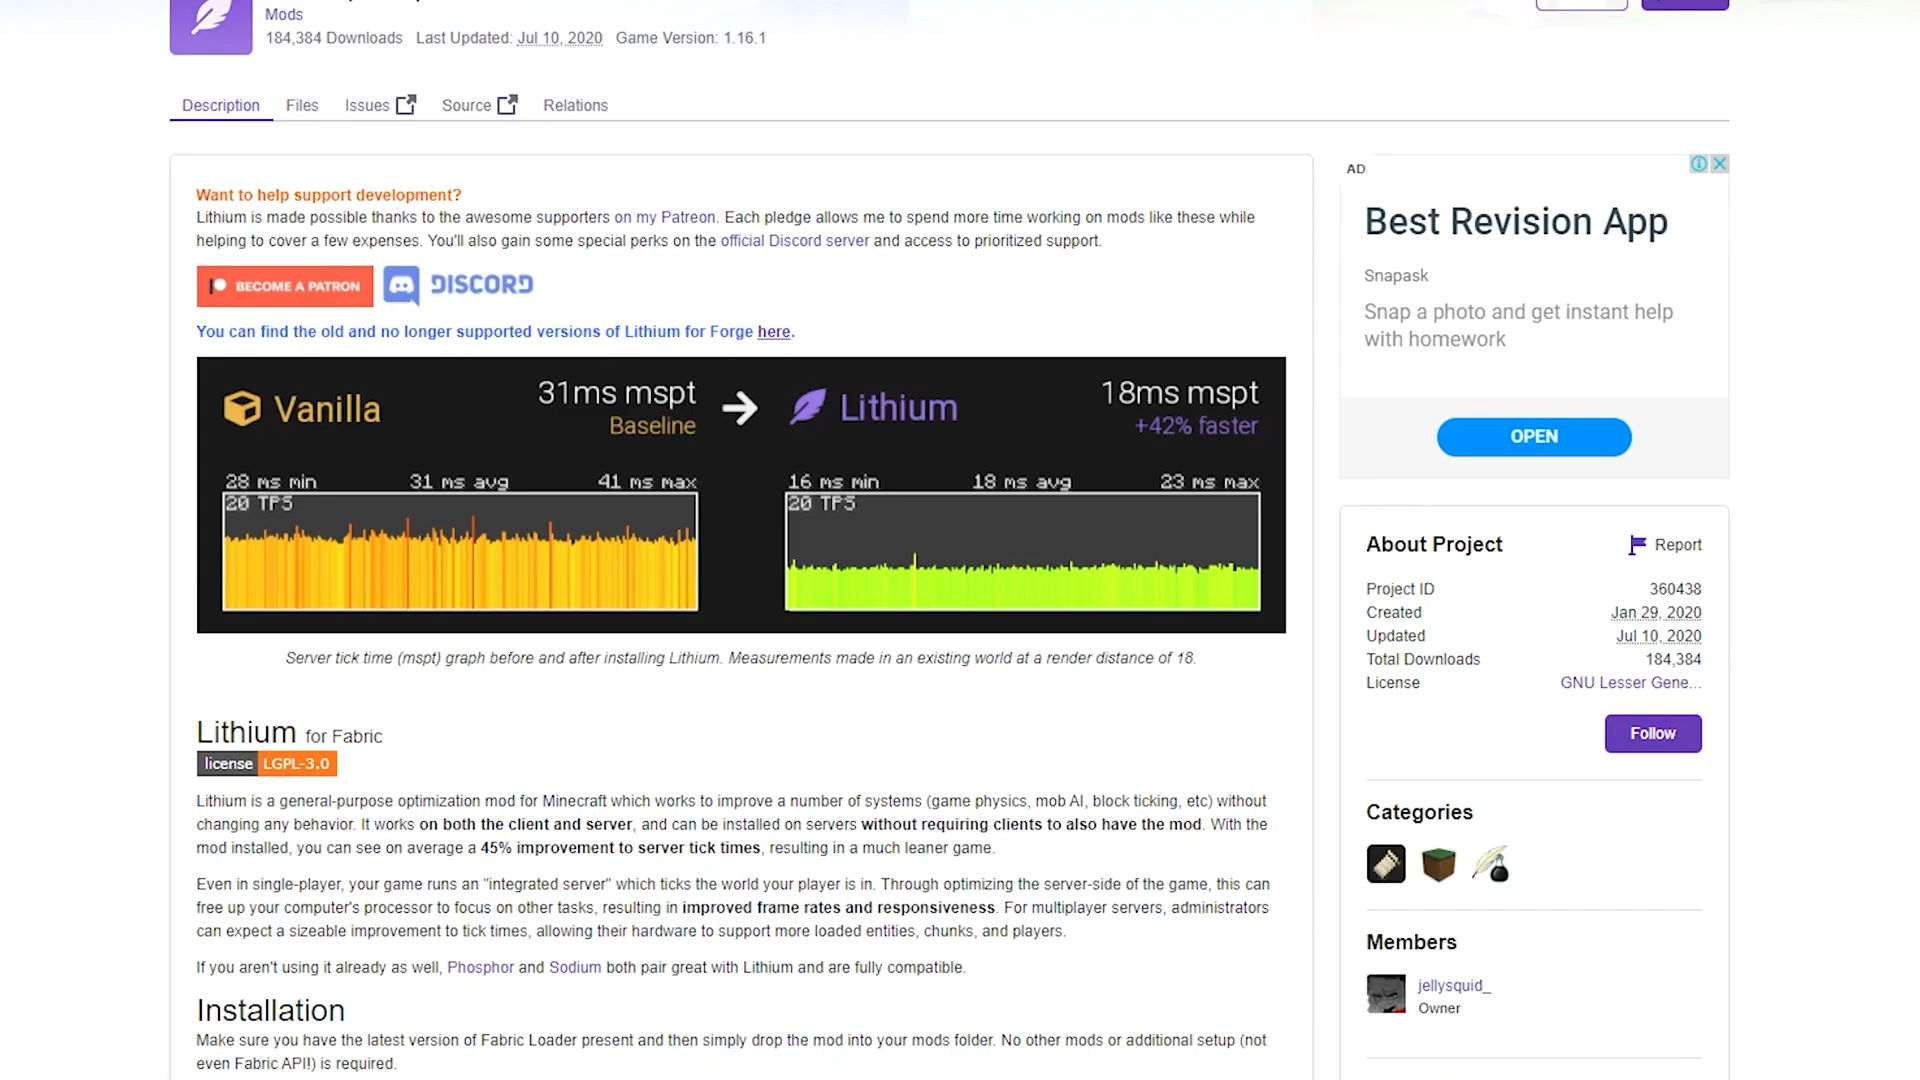 Mods
184,384 Downloads Last Updated: Jul 10, 2020 Game Version: 1.16.1
Description Files Issues Source Relations
Want to help support development?
Lithium is made possible thanks to the awesome supporters on my Patreon. Each pledge allows me to spend more time working on mods like these while
helping to cover a few expenses. You'll also gain some special perks on the official Discord server and access to prioritized support.
BECOME A PATRON DISCORD
You can find the old and no longer supported versions of Lithium for Forge here.
Vanilla 31ms mspt Lithium 18ms mspt
Baseline +42% faster
28 ms min 31 ms avg 41 ms max 16 ms min 18 ms avg 23 ms max
20 TPS 20 TPS
Server tick time (mspt) graph before and after installing Lithium. Measurements made in an existing world at a render distance of 18.
Lithium for Fabric
license LGPL-3.0
Lithium is a general-purpose optimization mod for Minecraft which works to improve a number of systems (game physics, mob AI, block ticking, etc) without
changing any behavior. It works on both the client and server, and can be installed on servers without requiring clients to also have the mod. With the
mod installed, you can see on average a 45% improvement to server tick times, resulting in a much leaner game.
Even in single-player, your game runs an "integrated server" which ticks the world your player is in. Through optimizing the server-side of the game, this can
free up your computer's processor to focus on other tasks, resulting in improved frame rates and responsiveness. For multiplayer servers, administrators
can expect a sizeable improvement to tick times, allowing their hardware to support more loaded entities, chunks, and players.
If you aren't using it already as well, Phosphor and Sodium both pair great with Lithium and are fully compatible.
Installation
Make sure you have the latest version of Fabric Loader present and then simply drop the mod into your mods folder. No other mods or additional setup (not
even Fabric API!) is required.
AD
Best Revision App
Snapask
Snap a photo and get instant help
with homework
OPEN
About Project Report
Project ID 360438
Created Jan 29, 2020
Updated Jul 10, 2020
Total Downloads 184,384
License GNU Lesser Gene...
Follow
Categories
Members
jellysquid_
Owner